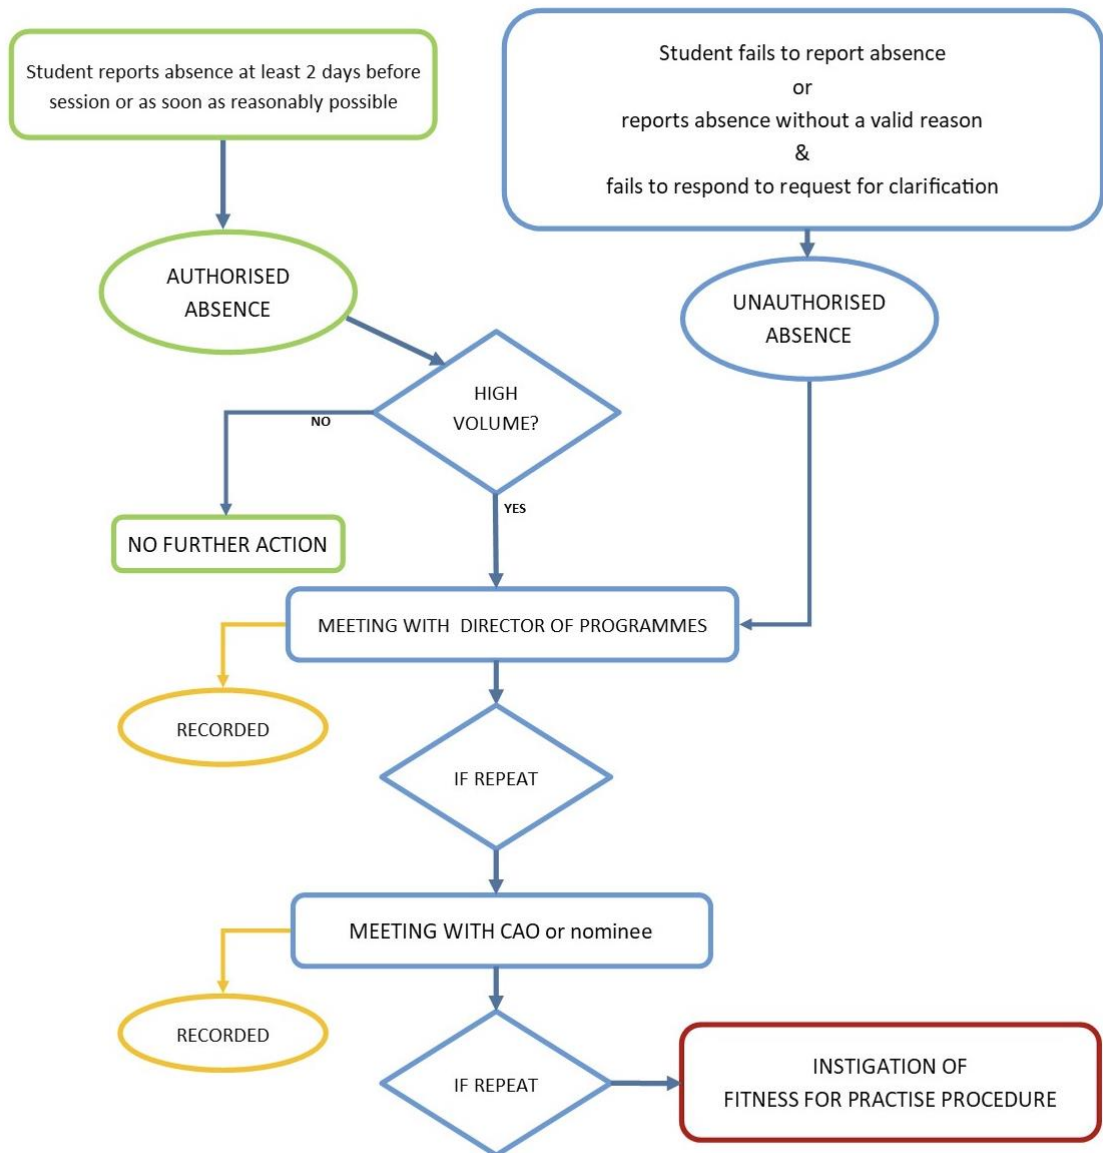 Student reports absence at least 2 days before
session or as soon as reasonably possible
Student fails to report absence
or
reports absence without a valid reason
&
fails to respond to request for clarification
AUTHORISED
ABSENCE
UNAUTHORISED
ABSENCE
HIGH
VOLUME?
NO
YES
NO FURTHER ACTION
MEETING WITH DIRECTOR OF PROGRAMMES
RECORDED
IF REPEAT
MEETING WITH CAO or nominee
RECORDED
IF REPEAT
INSTIGATION OF
FITNESS FOR PRACTISE PROCEDURE